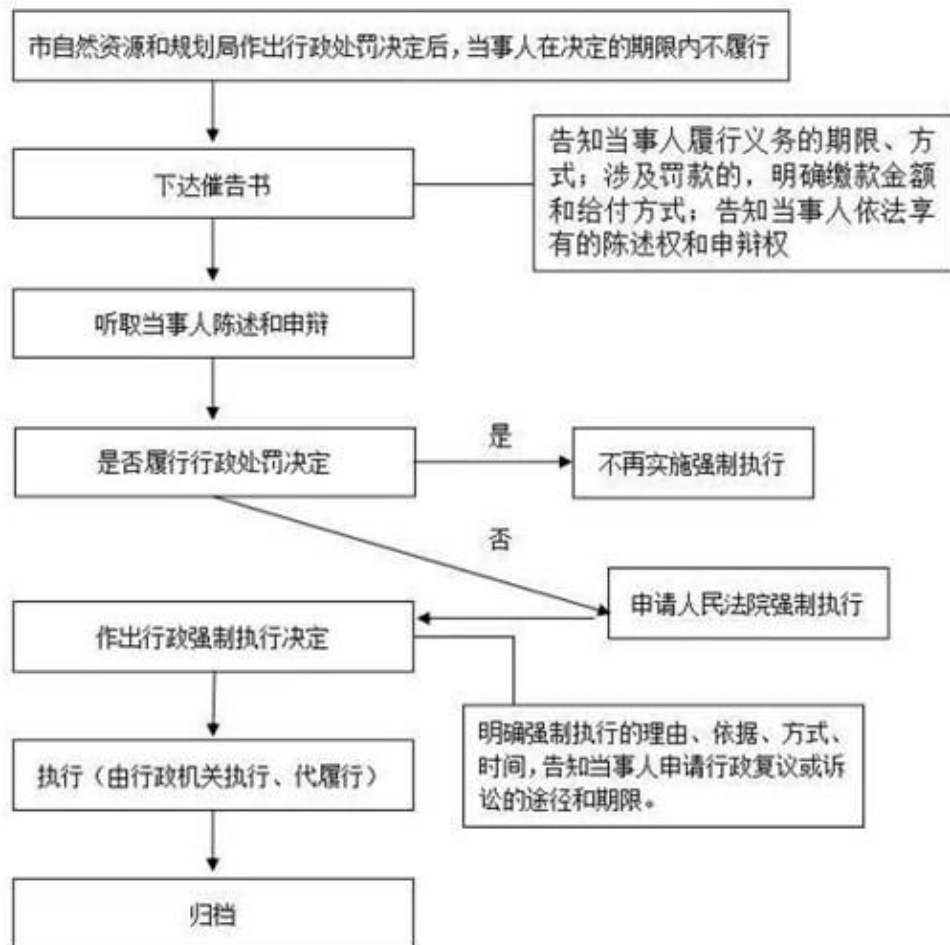 市自然资源和规划局作出行政处罚决定后，当事人在决定的期限内不履行
下达催告书
告知当事人履行义务的期限、方
式；涉及罚款的，明确缴款金额
和给付方式；告知当事人依法享
有的陈述权和申辩权
听取当事人陈述和申辩
是否履行行政处罚决定
是
不再实施强制执行
否
申请人民法院强制执行
作出行政强制执行决定
明确强制执行的理由、依据、方式、
时间，告知当事人申请行政复议或诉
讼的途径和期限。
执行（由行政机关执行、代履行）
归档